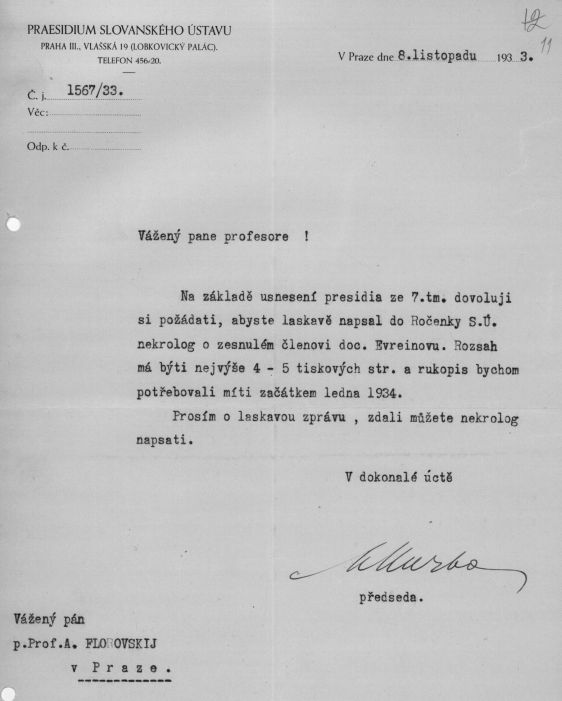 PRAESIDIUM SLOVANSKÉHO ÚSTAVU
PRAHA III., VLAŠSKÁ 19 (LOBKOVICKÝ PALÁC).
TELEFON 456-20.
12
11
V Praze dne 8.listopadu 1933.
Č. j. 1567/33.
Věc:
Odp. k č.
Vážený pane profesore !
Na základě usnesení presidia ze 7.tm. dovoluji
si požádati, abyste laskavě napsal do Ročenky S.Ú.
nekrolog o zesnulém členovi doc. Evreinovu. Rozsah
má býti nejvýše 4 - 5 tiskových str. a rukopis bychom
potřebovali míti začátkem ledna 1934.
Prosím o laskavou zprávu , zdali můžete nekrolog
napsati.
V dokonalé úctě
předseda.
Vážený pán
p.Prof.A. FLOROVSKIJ
v Praze.